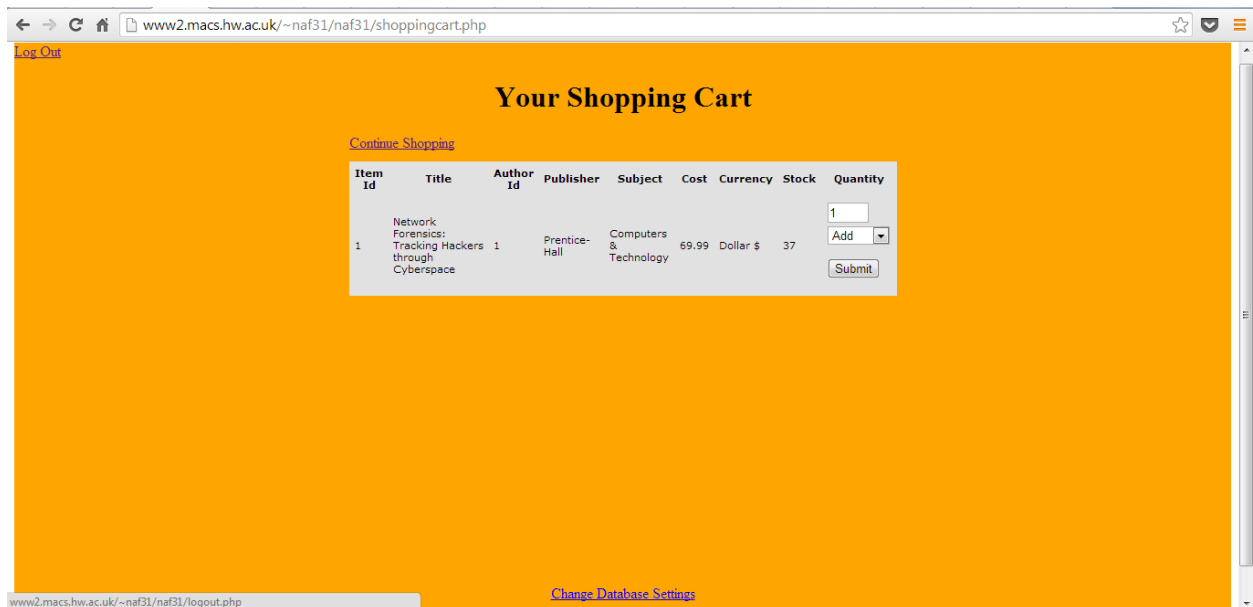 www2.macs.hw.ac.uk/~naf31/naf31/shoppingcart.php
Log Out
Your Shopping Cart
Continue Shopping
Item Id Title Author Id Publisher Subject Cost Currency Stock Quantity
1
Network
Forensics:
Tracking Hackers
through
Cyberspace
1
Prentice-
Hall
Computers
&
Technology
69.99
Dollar $
37
1
Add
Submit
Change Database Settings
www2.macs.hw.ac.uk/~naf31/naf31/logout.php